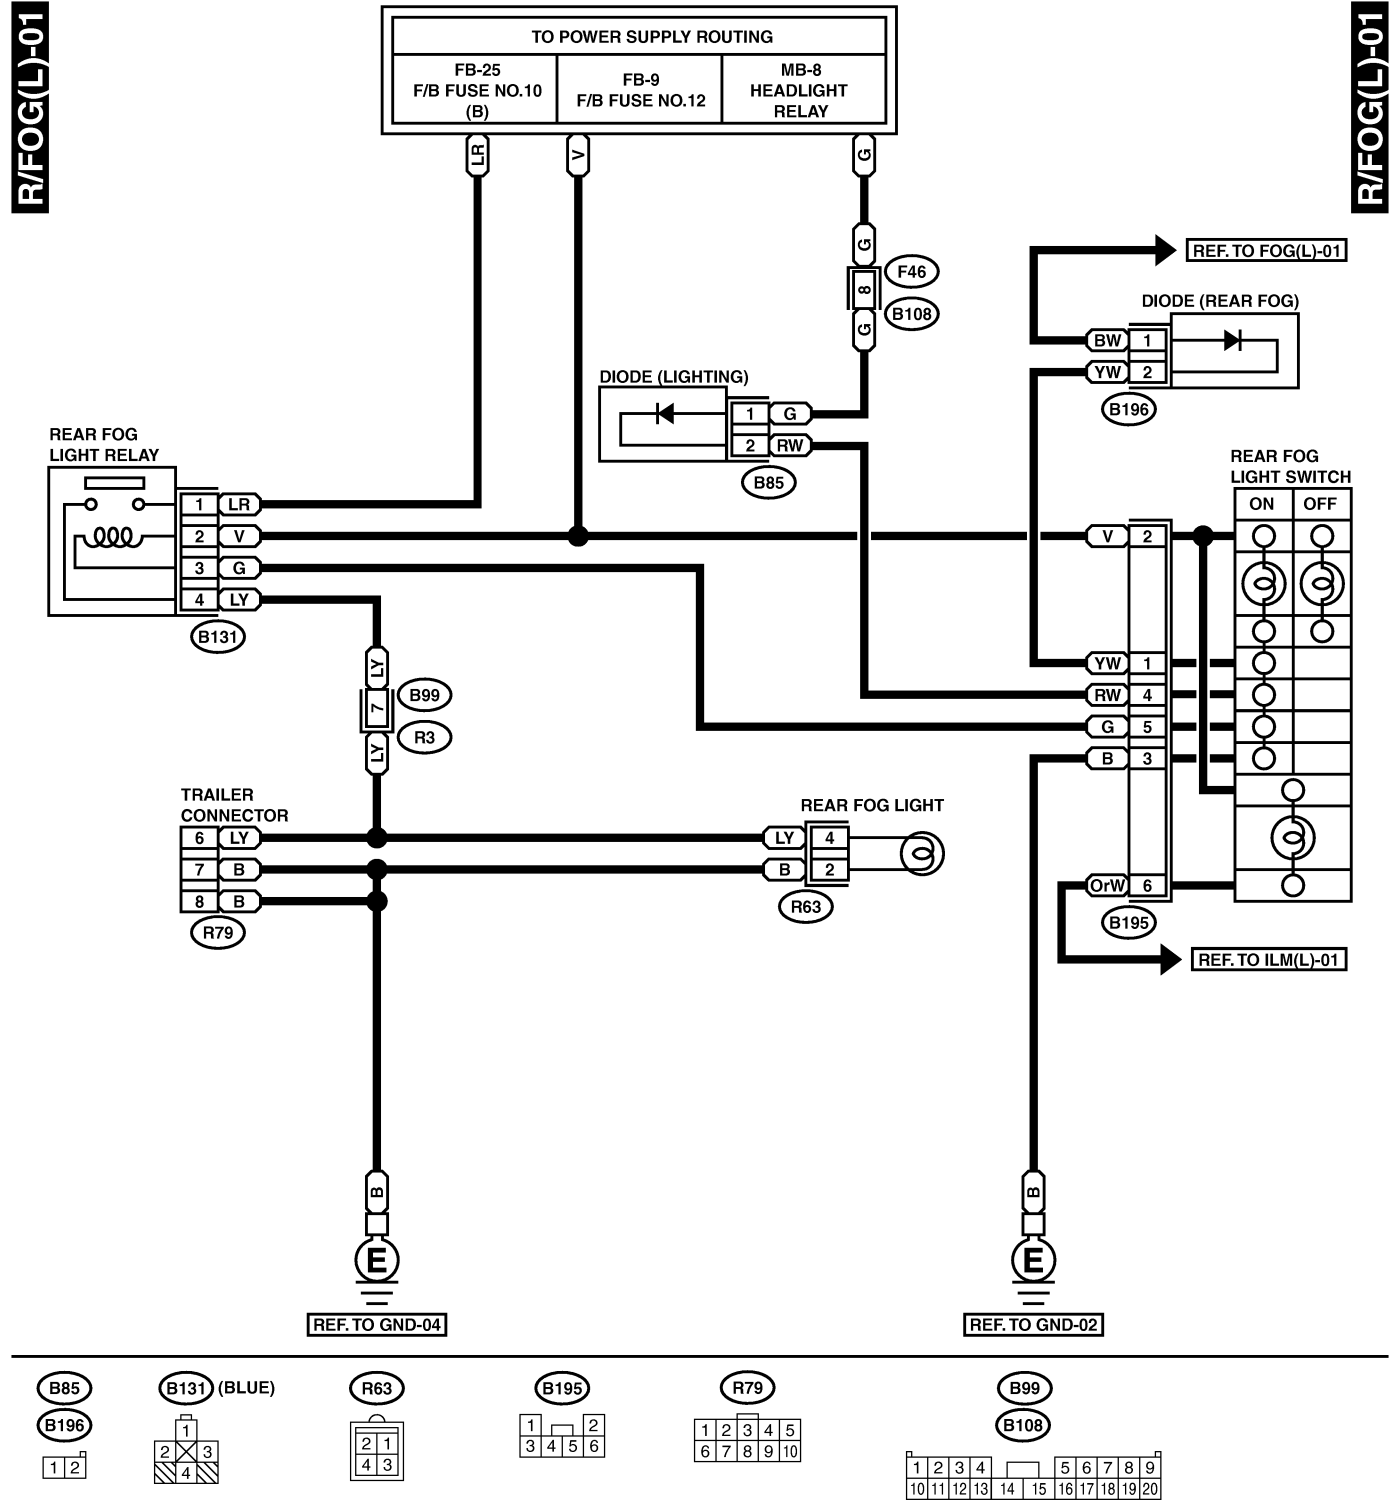 R/FOG(L)-01
R/FOG(L)-01
TO POWER SUPPLY ROUTING
FB-25
F/B FUSE NO.10
(B)
FB-9
F/B FUSE NO.12
MB-8
HEADLIGHT
RELAY
LR
V
G
G
8
G
F46
B108
REF. TO FOG(L)-01
DIODE (REAR FOG)
BW 1
YW 2
B196
DIODE (LIGHTING)
1 G
2 RW
B85
REAR FOG
LIGHT RELAY
1 LR
2 V
3 G
4 LY
B131
REAR FOG
LIGHT SWITCH
ON OFF
V 2
YW 1
RW 4
G 5
B 3
OrW 6
B195
REF. TO ILM(L)-01
LY
7
LY
B99
R3
TRAILER
CONNECTOR
6 LY
7 B
8 B
R79
REAR FOG LIGHT
LY 4
B 2
R63
B
E
REF. TO GND-04
B
E
REF. TO GND-02
B85
B196
1 2
B131 (BLUE)
1
2 3
4
R63
2 1
4 3
B195
1 2
3 4 5 6
R79
1 2 3 4 5
6 7 8 9 10
B99
B108
1 2 3 4 5 6 7 8 9
10 11 12 13 14 15 16 17 18 19 20